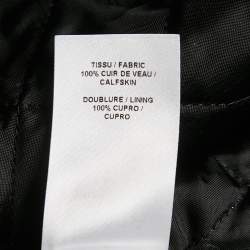 TISSU / FABRIC
100% CUIR DE VEAU /
CALFSKIN
DOUBLURE / LINING
100% CUPRO /
CUPRO